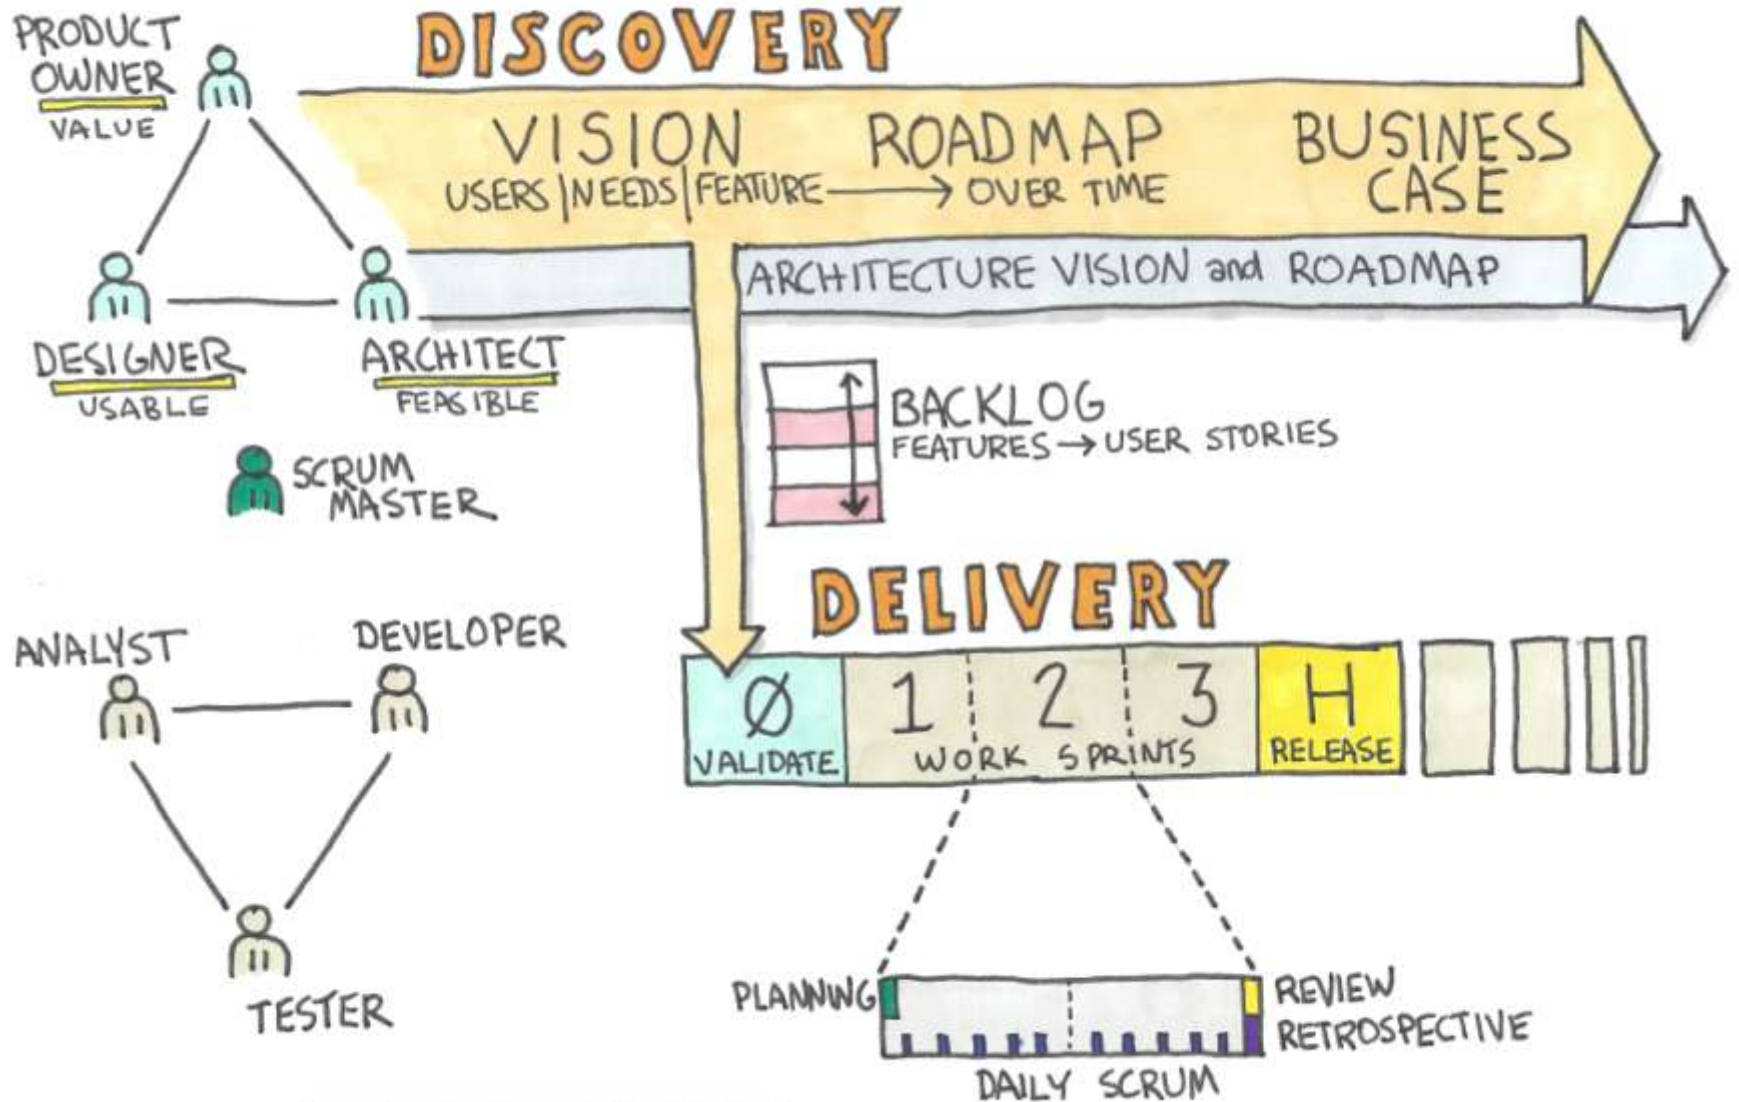 PRODUCT
OWNER
VALUE
DISCOVERY
VISION
USERS | NEEDS | FEATURE → OVER TIME
ROADMAP
BUSINESS
CASE
ARCHITECTURE VISION and ROADMAP
DESIGNER
USABLE
ARCHITECT
FEASIBLE
SCRUM
MASTER
BACKLOG
FEATURES → USER STORIES
ANALYST
DEVELOPER
TESTER
DELIVERY
Ø
VALIDATE
1 2 3
WORK SPRINTS
H
RELEASE
PLANNING
REVIEW
RETROSPECTIVE
DAILY SCRUM